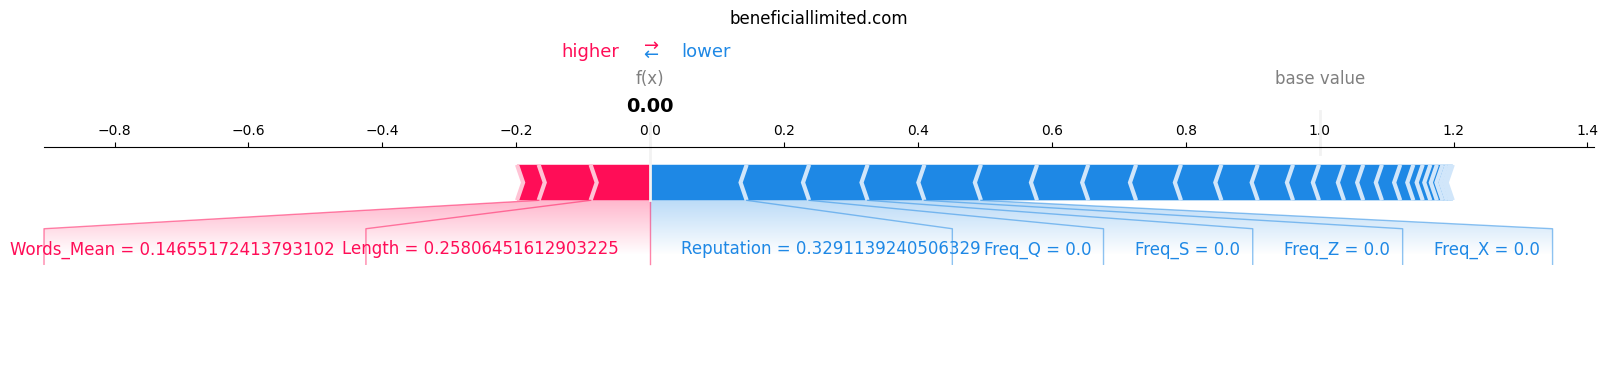 beneficiallimited.com
higher → ← lower
f(x) base value
0.00
−0.8 −0.6 −0.4 −0.2 0.0 0.2 0.4 0.6 0.8 1.0 1.2 1.4
Words_Mean = 0.14655172413793102 Length = 0.25806451612903225 Reputation = 0.3291139240506329 Freq_Q = 0.0 Freq_S = 0.0 Freq_Z = 0.0 Freq_X = 0.0